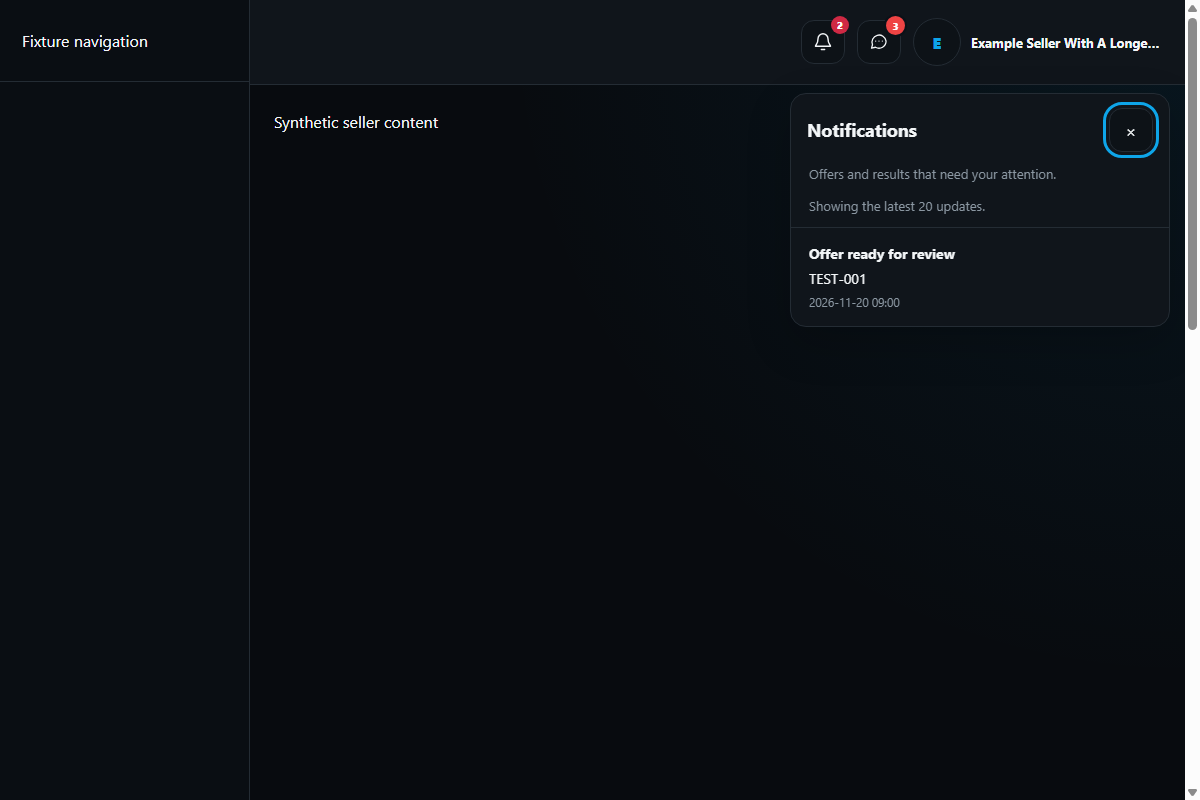 Fixture navigation
2
3
E
Example Seller With A Longe...
Synthetic seller content
Notifications
×
Offers and results that need your attention.
Showing the latest 20 updates.
Offer ready for review
TEST-001
2026-11-20 09:00